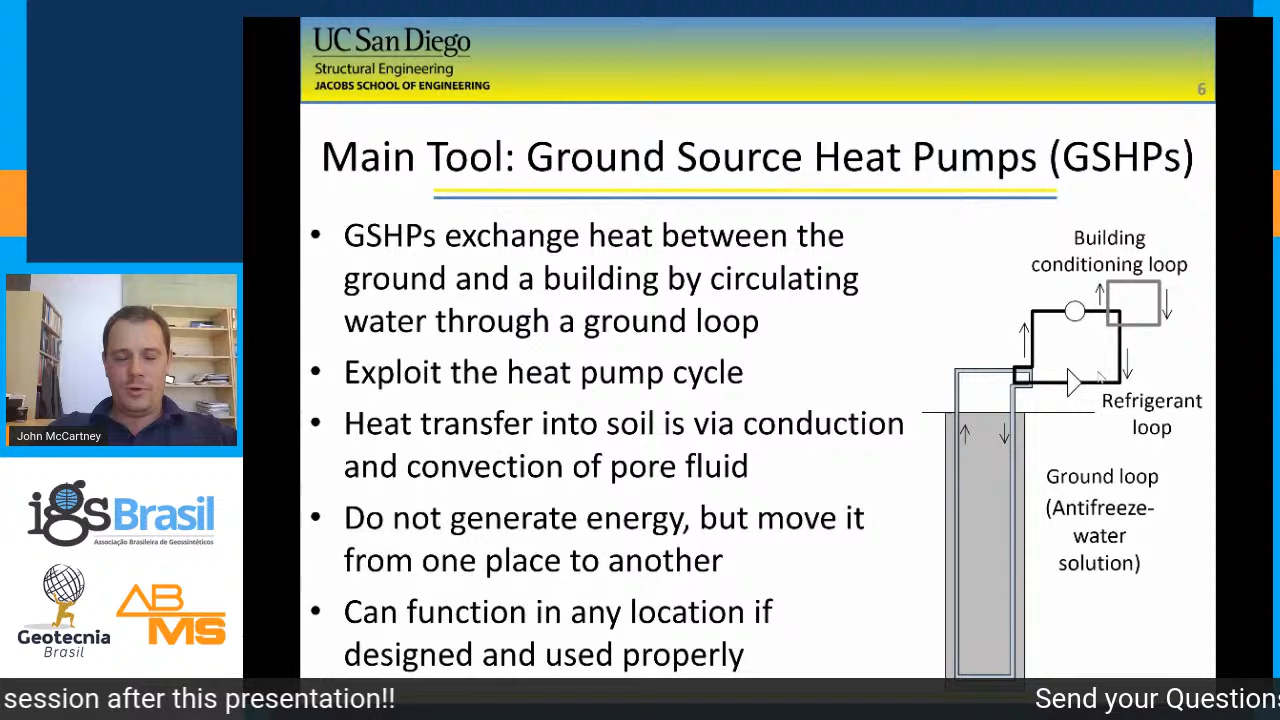 UC San Diego
Structural Engineering
JACOBS SCHOOL OF ENGINEERING
6
Main Tool: Ground Source Heat Pumps (GSHPs)
• GSHPs exchange heat between the
ground and a building by circulating
water through a ground loop
• Exploit the heat pump cycle
• Heat transfer into soil is via conduction
and convection of pore fluid
• Do not generate energy, but move it
from one place to another
• Can function in any location if
designed and used properly
Building
conditioning loop
Refrigerant
loop
Ground loop
(Antifreeze-
water
solution)
John McCartney
igsBrasil
Associação Brasileira de Geossintéticos
Geotecnia
Brasil
ABMS
session after this presentation!!
Send your Questions